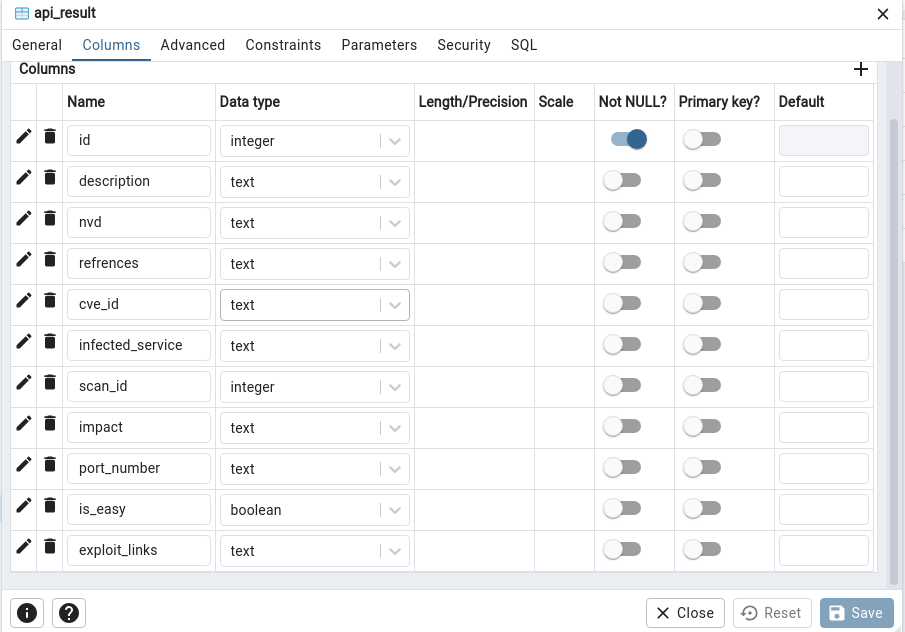 api_result
General Columns Advanced Constraints Parameters Security SQL
Columns
Name Data type Length/Precision Scale Not NULL? Primary key? Default
id integer
description text
nvd text
refrences text
cve_id text
infected_service text
scan_id integer
impact text
port_number text
is_easy boolean
exploit_links text
Close Reset Save